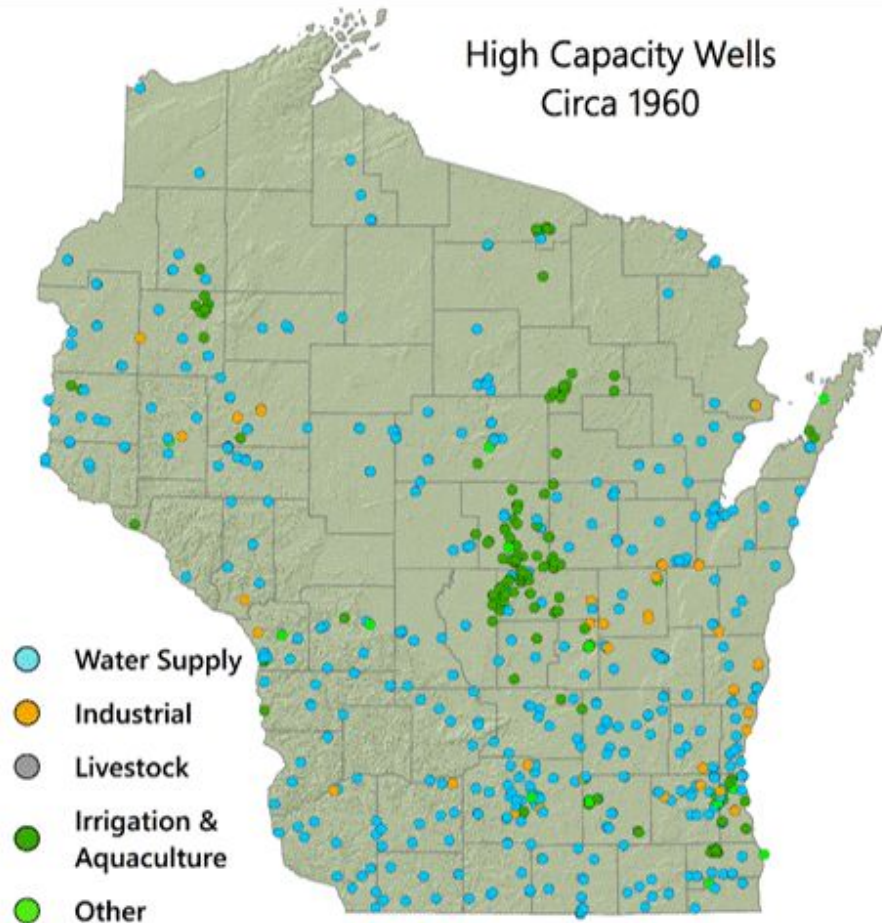 High Capacity Wells
Circa 1960
Water Supply
Industrial
Livestock
Irrigation &
Aquaculture
Other